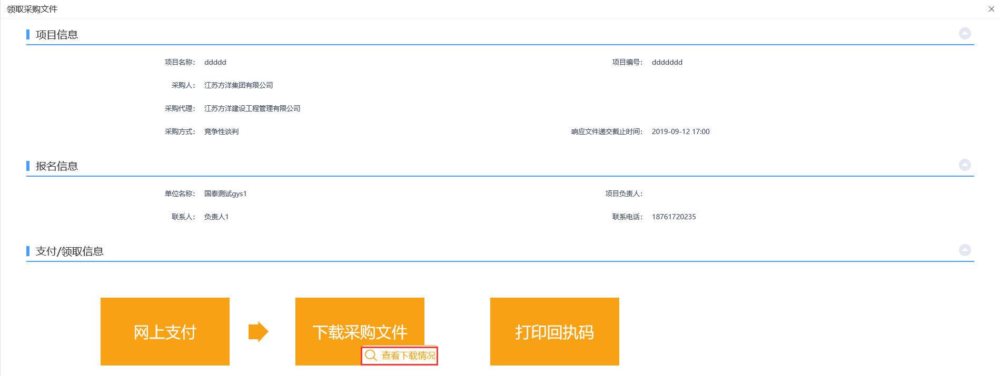 领取采购文件
项目信息
项目名称： ddddd 项目编号： ddddddd
采购人： 江苏方洋集团有限公司
采购代理： 江苏方洋建设工程管理有限公司
采购方式： 竞争性谈判 响应文件递交截止时间： 2019-09-12 17:00
报名信息
单位名称： 国泰测试gys1 项目负责人：
联系人： 负责人1 联系电话： 18761720235
支付/领取信息
网上支付 下载采购文件 打印回执码
查看下载情况